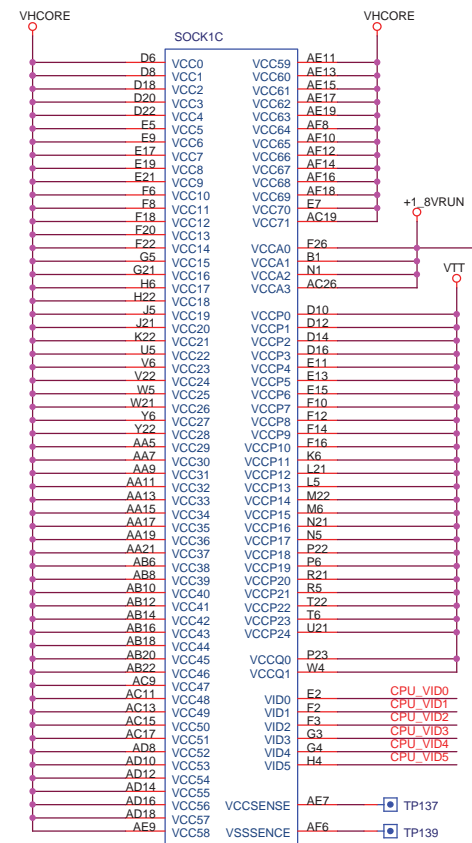 VHCORE VHCORE
SOCK1C
D6 VCC0 VCC59 AE11
D8 VCC1 VCC60 AE13
D18 VCC2 VCC61 AE15
D20 VCC3 VCC62 AE17
D22 VCC4 VCC63 AE19
E5 VCC5 VCC64 AF8
E9 VCC6 VCC65 AF10
E17 VCC7 VCC66 AF12
E19 VCC8 VCC67 AF14
E21 VCC9 VCC68 AF16
F6 VCC10 VCC69 AF18
F8 VCC11 VCC70 E7
+1_8VRUN
F18 VCC12 VCC71 AC19
F20 VCC13
F22 VCC14 VCCA0 F26
G5 VCC15 VCCA1 B1
VTT
G21 VCC16 VCCA2 N1
H6 VCC17 VCCA3 AC26
H22 VCC18
J5 VCC19 VCCP0 D10
J21 VCC20 VCCP1 D12
K22 VCC21 VCCP2 D14
U5 VCC22 VCCP3 D16
V6 VCC23 VCCP4 E11
V22 VCC24 VCCP5 E13
W5 VCC25 VCCP6 E15
W21 VCC26 VCCP7 F10
Y6 VCC27 VCCP8 F12
Y22 VCC28 VCCP9 F14
AA5 VCC29 VCCP10 F16
AA7 VCC30 VCCP11 K6
AA9 VCC31 VCCP12 L21
AA11 VCC32 VCCP13 L5
AA13 VCC33 VCCP14 M22
AA15 VCC34 VCCP15 M6
AA17 VCC35 VCCP16 N21
AA19 VCC36 VCCP17 N5
AA21 VCC37 VCCP18 P22
AB6 VCC38 VCCP19 P6
AB8 VCC39 VCCP20 R21
AB10 VCC40 VCCP21 R5
AB12 VCC41 VCCP22 T22
AB14 VCC42 VCCP23 T6
AB16 VCC43 VCCP24 U21
AB18 VCC44
AB20 VCC45 VCCQ0 P23
AB22 VCC46 VCCQ1 W4
AC9 VCC47
AC11 VCC48 VID0 E2 CPU_VID0
AC13 VCC49 VID1 F2 CPU_VID1
AC15 VCC50 VID2 F3 CPU_VID2
AC17 VCC51 VID3 G3 CPU_VID3
AD8 VCC52 VID4 G4 CPU_VID4
AD10 VCC53 VID5 H4 CPU_VID5
AD12 VCC54
AD14 VCC55
AD16 VCC56 VCCSENSE AE7 TP137
AD18 VCC57
AE9 VCC58 VSSSENCE AF6 TP139